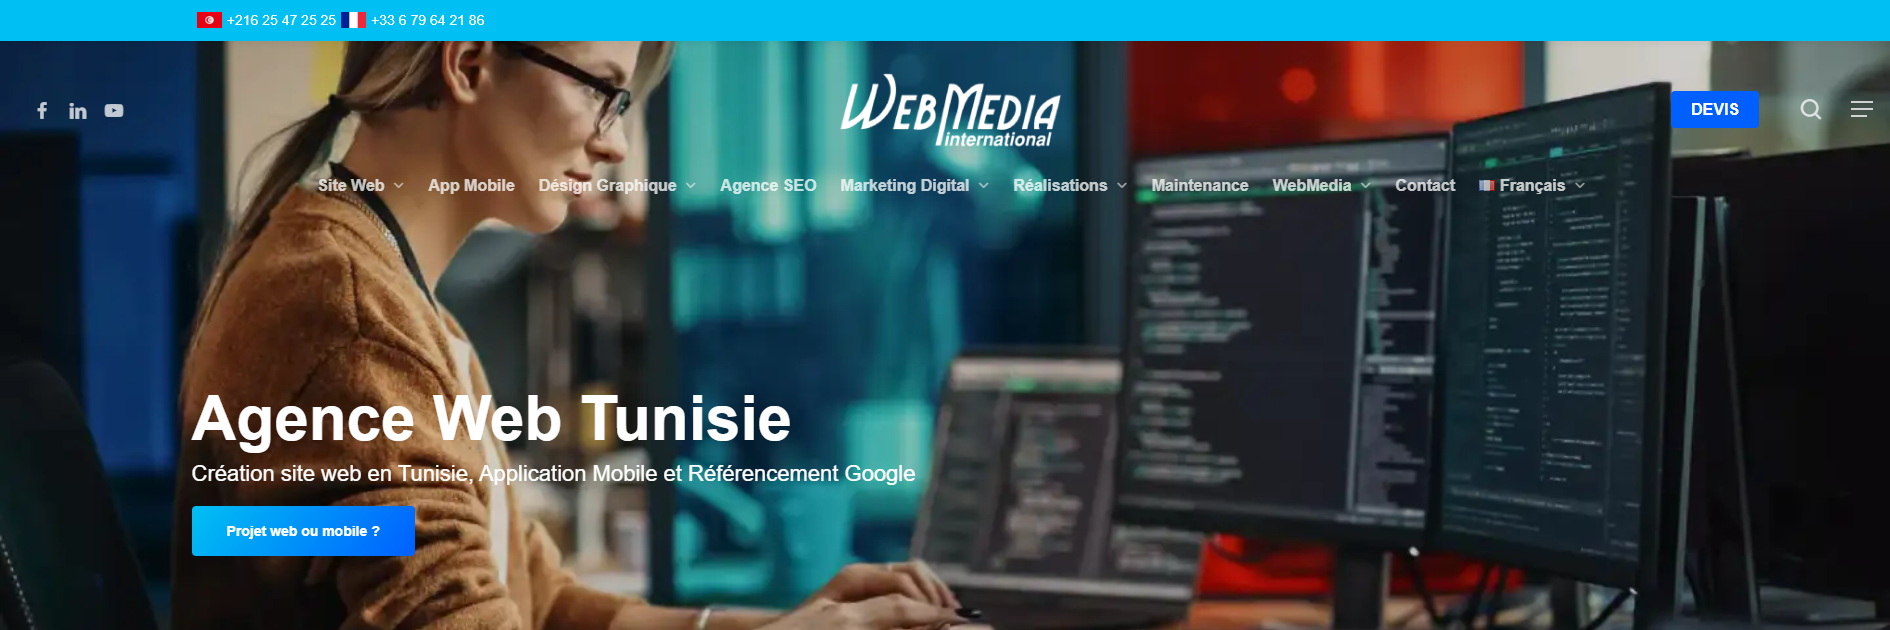 +216 25 47 25 25 +33 6 79 64 21 86
WEBMEDIA
international
DEVIS
Site Web App Mobile Désign Graphique Agence SEO Marketing Digital Réalisations Maintenance WebMedia Contact Français
Agence Web Tunisie
Création site web en Tunisie, Application Mobile et Référencement Google
Projet web ou mobile ?